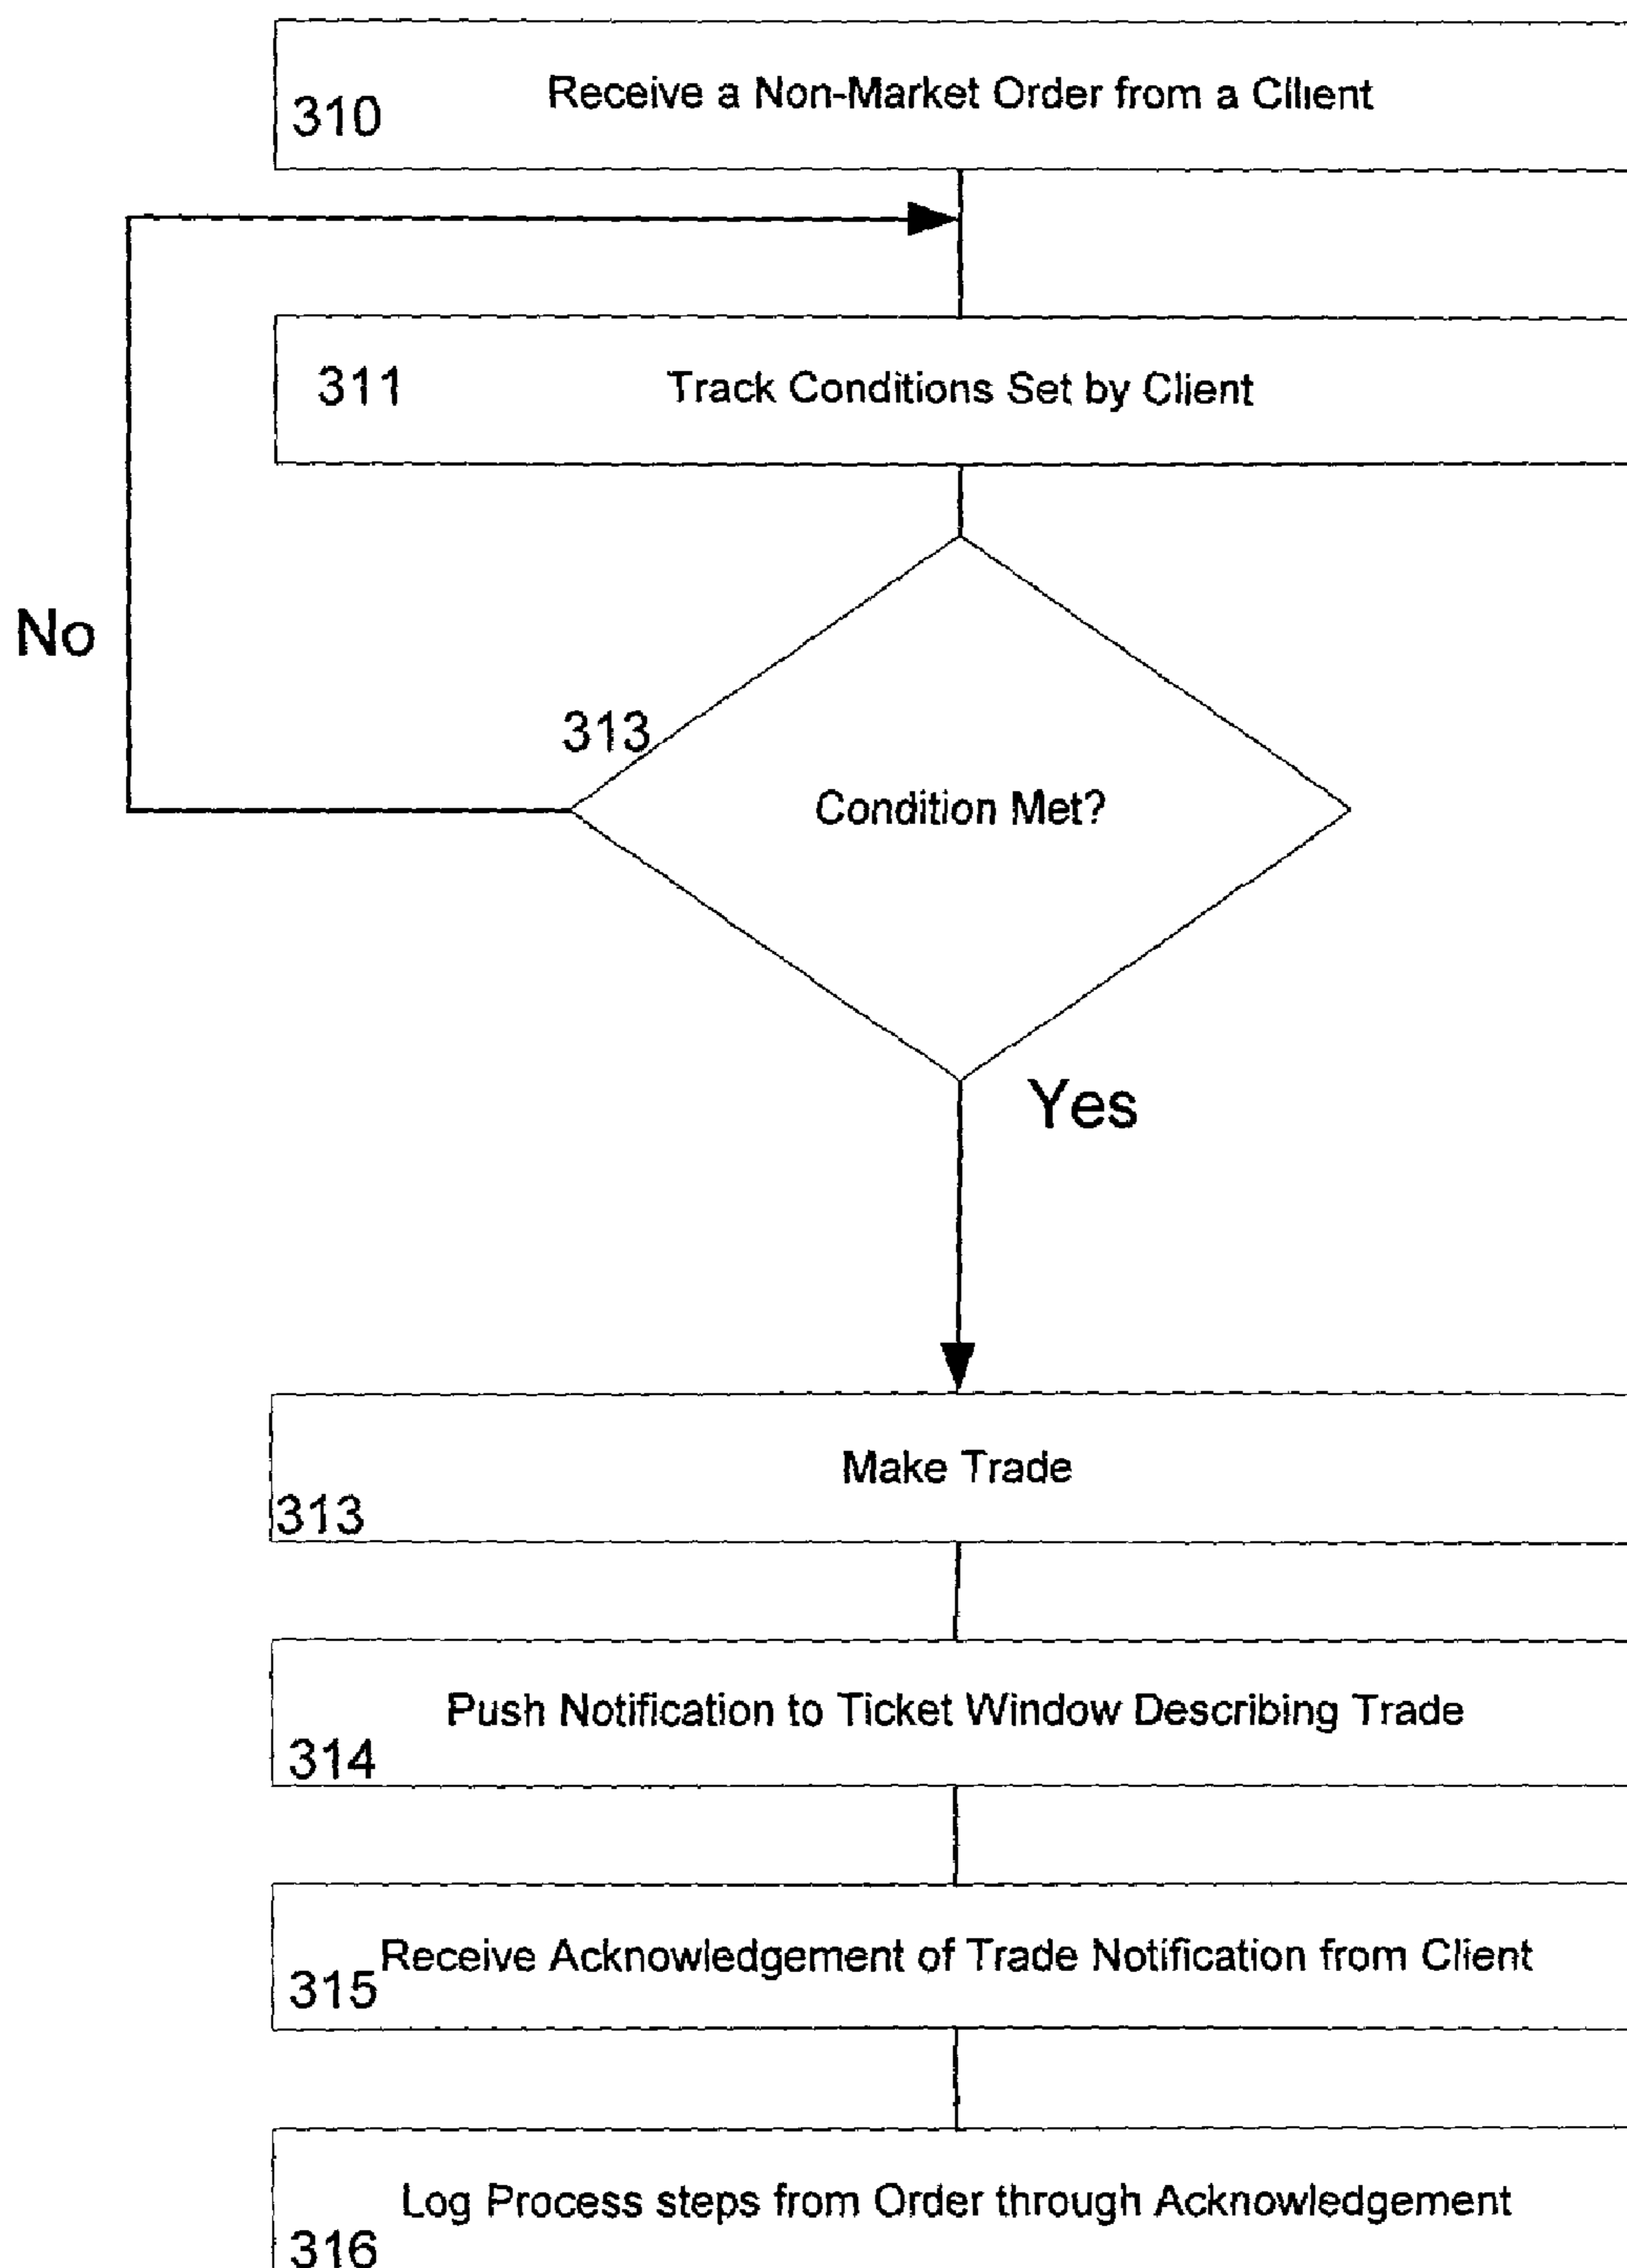 Receive a Non-Market Order from a Cllient
310
311 Track Conditions Set by Client
No
313
Condition Met?
Yes
Make Trade
313
Push Notification to Ticket Window Describing Trade
314
Receive Acknowledgement of Trade Notification from Client
315
Log Process steps from Order through Acknowledgement
316